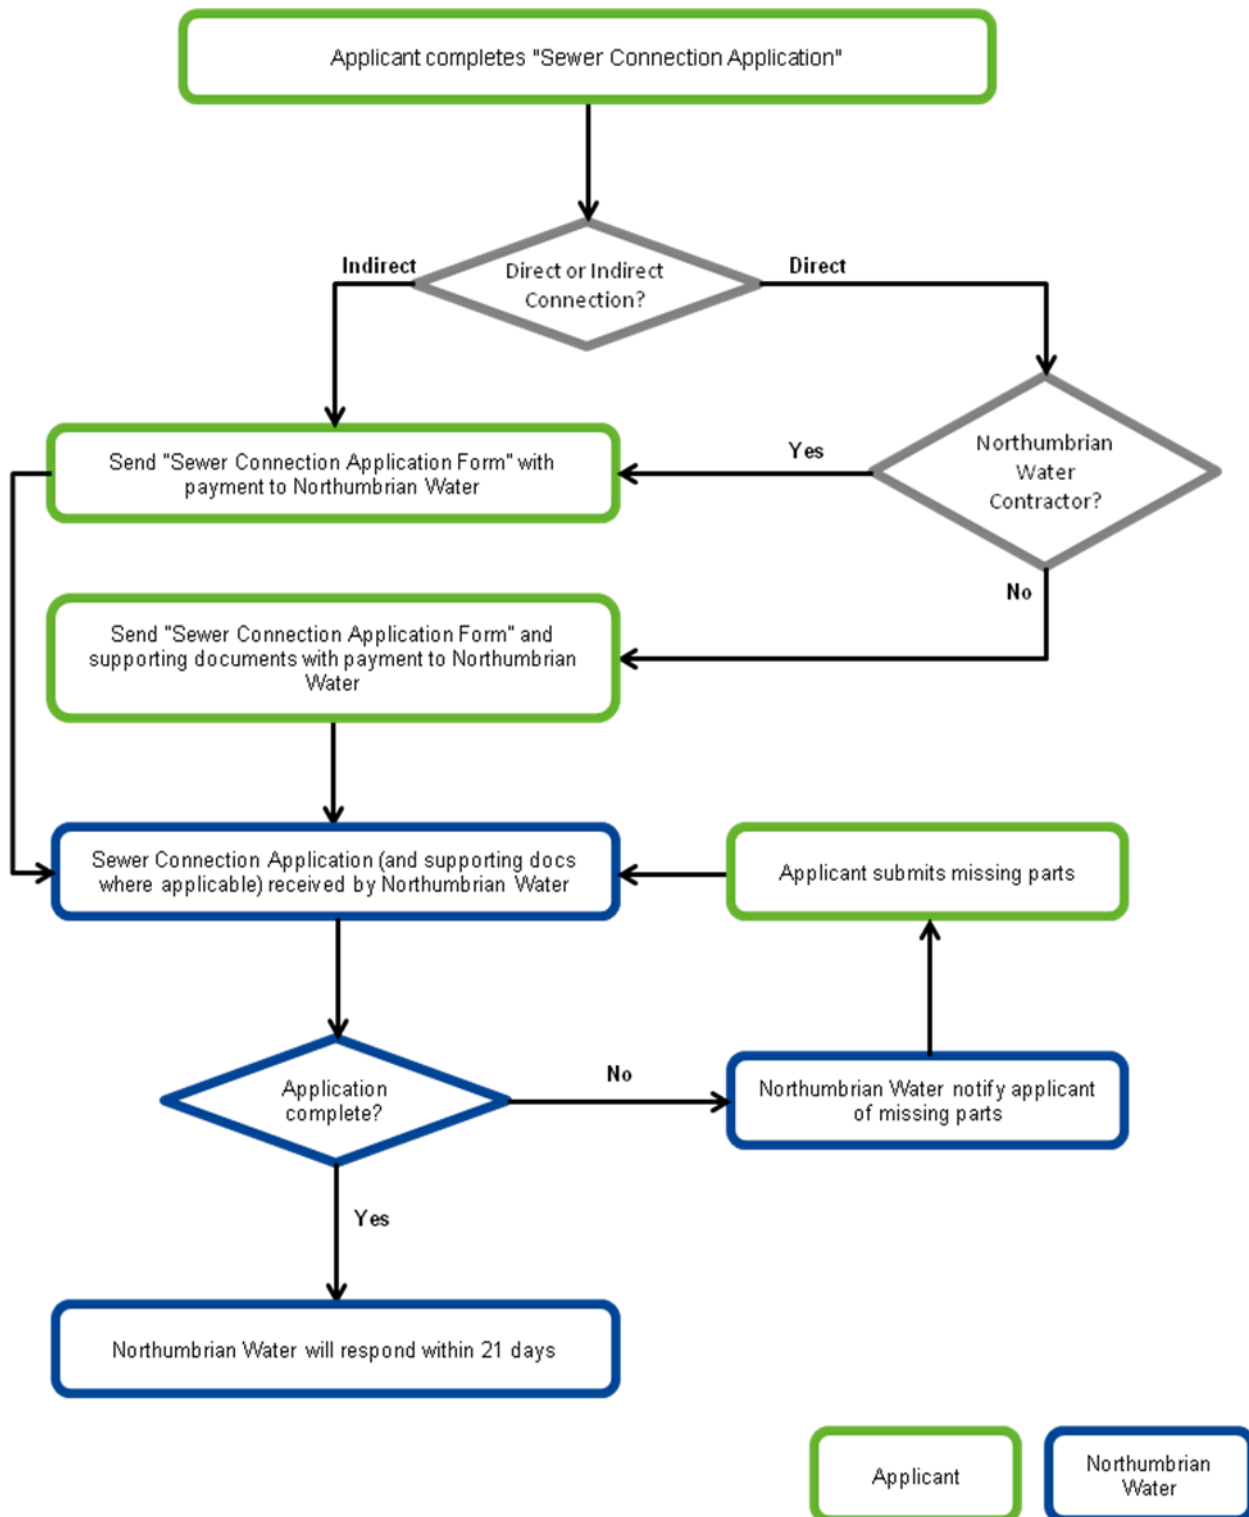 Applicant completes "Sewer Connection Application"
Indirect
Direct or Indirect
Connection?
Direct
Northumbrian
Water
Contractor?
Yes
Send "Sewer Connection Application Form" with
payment to Northumbrian Water
No
Send "Sewer Connection Application Form" and
supporting documents with payment to Northumbrian
Water
Sewer Connection Application (and supporting docs
where applicable) received by Northumbrian Water
Applicant submits missing parts
Application
complete?
No
Northumbrian Water notify applicant
of missing parts
Yes
Northumbrian Water will respond within 21 days
Applicant
Northumbrian
Water